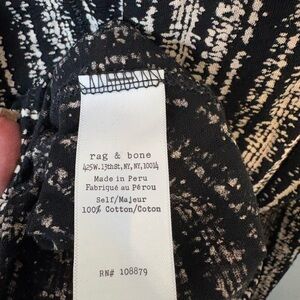 rag & bone
425W. 13thSt, NY, NY, 10014
Made in Peru
Fabriqué au Pérou
Self/Majeur
100% Cotton/Coton
RN# 108879